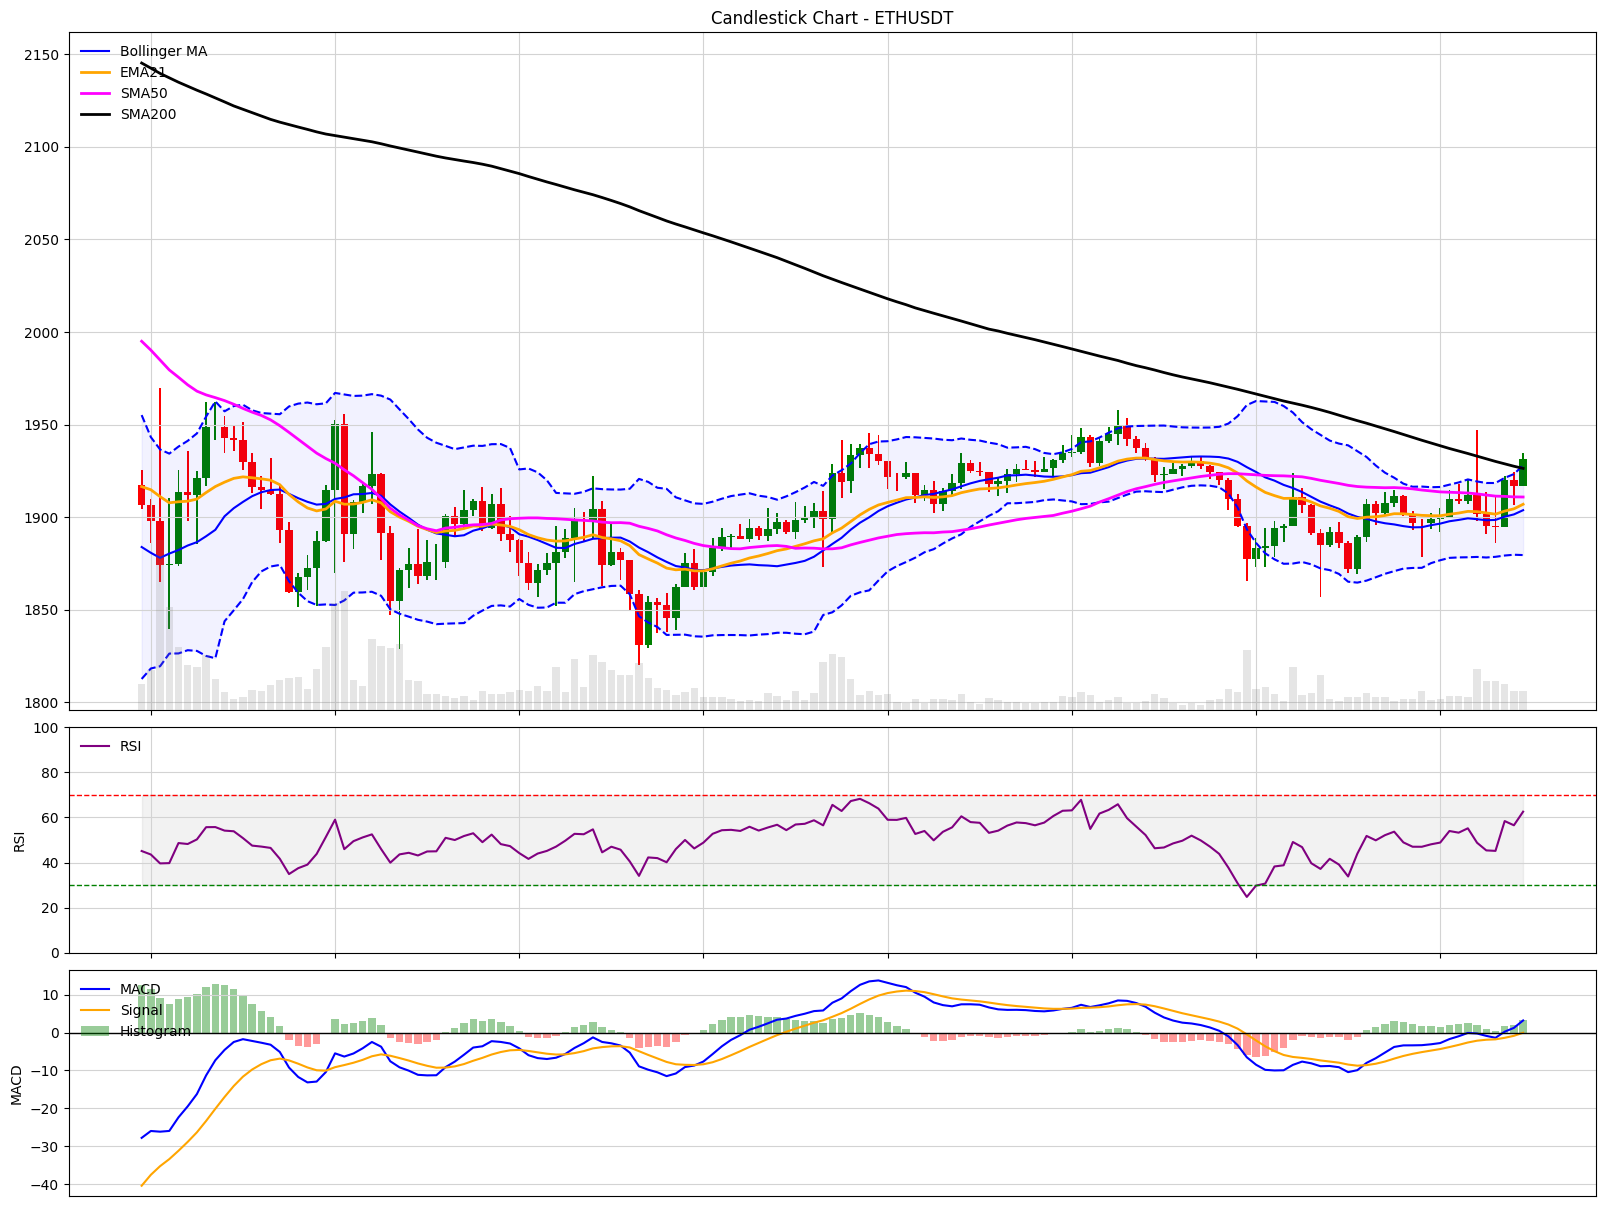 Candlestick Chart - ETHUSDT
Bollinger MA
EMA21
SMA50
SMA200
2150
2100
2050
2000
1950
1900
1850
1800
RSI
RSI
100
80
60
40
20
0
MACD
Signal
Histogram
MACD
10
0
−10
−20
−30
−40